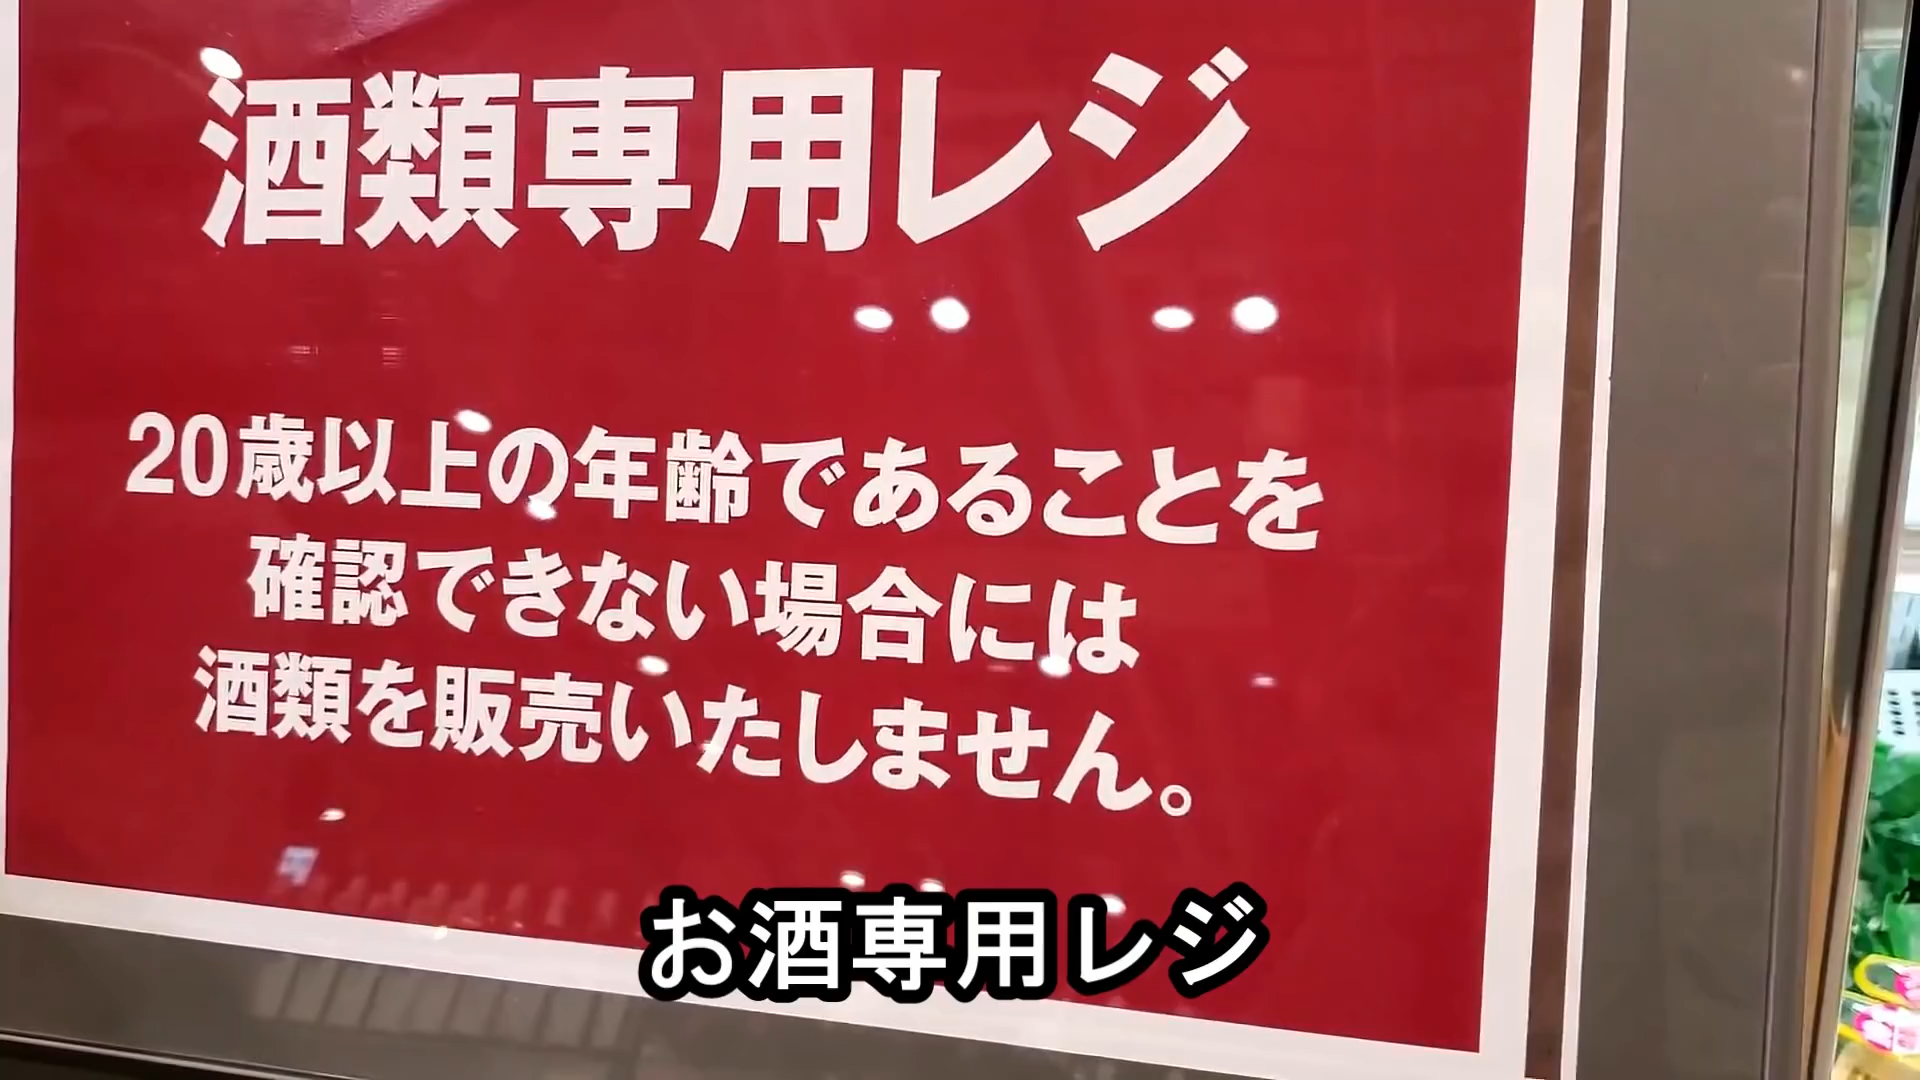 酒類専用レジ
20歳以上の年齢であることを
確認できない場合には
酒類を販売いたしません。
お酒専用レジ